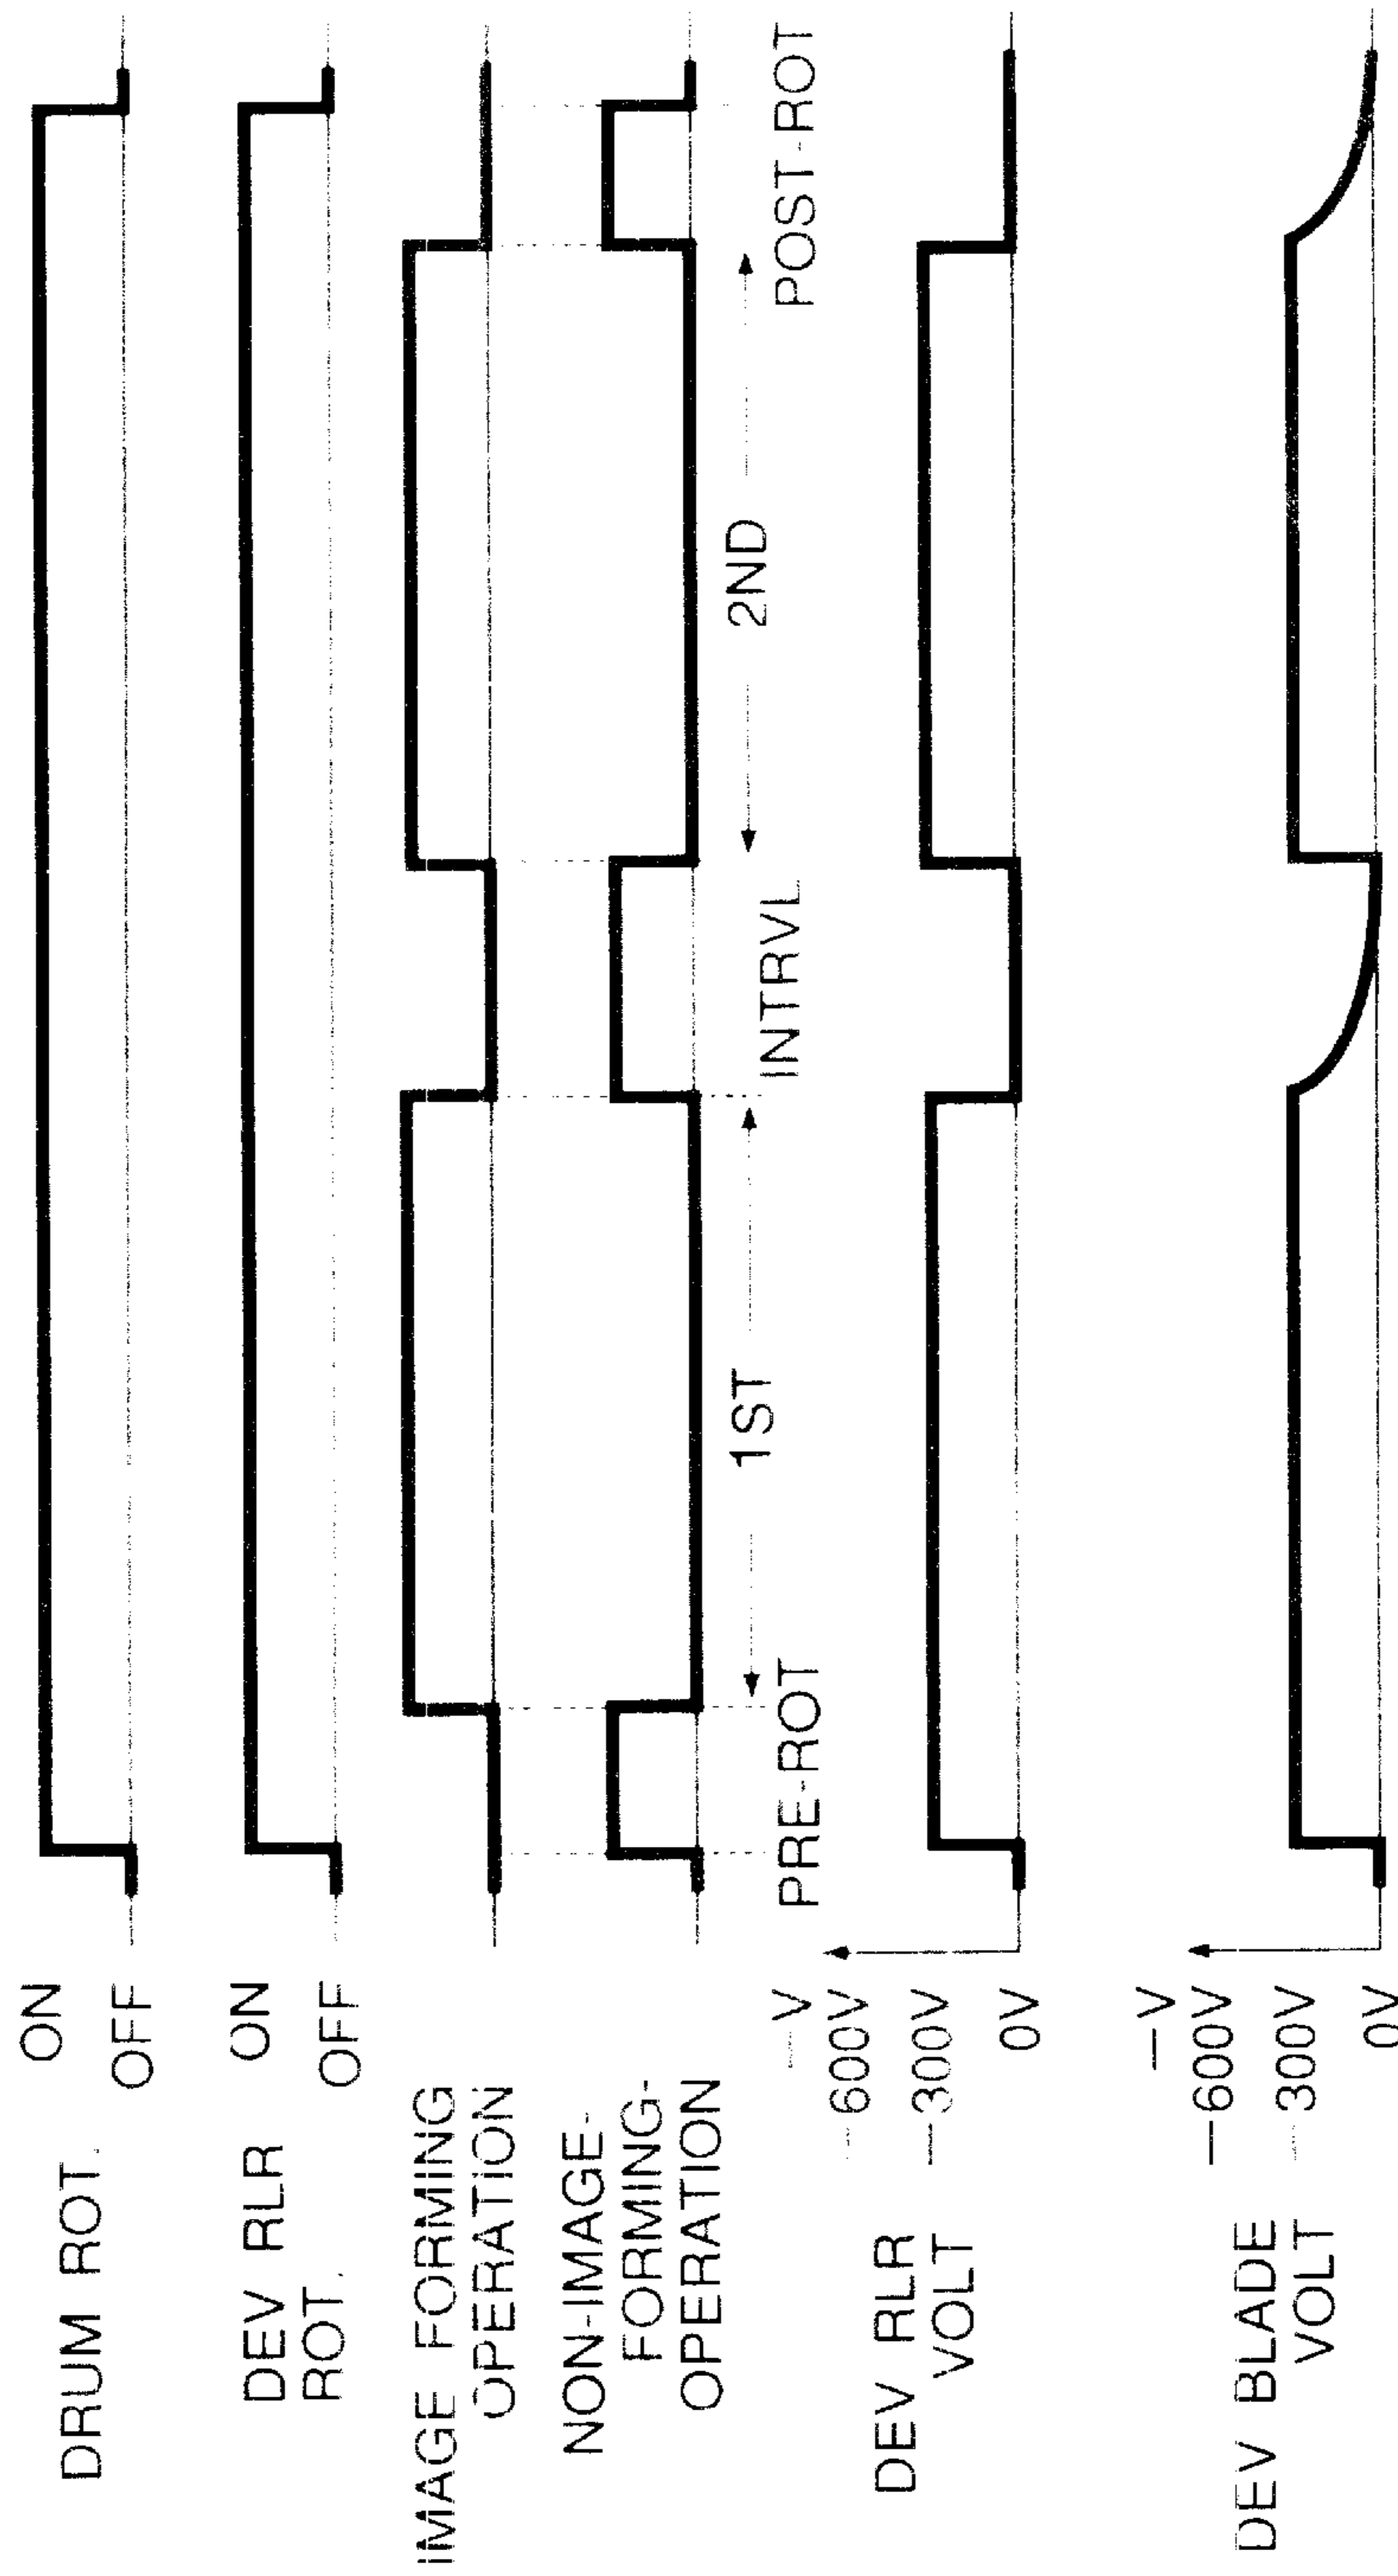 DRUM ROT.
ON
OFF
DEV RLR
ROT.
ON
OFF
IMAGE FORMING
OPERATION
NON-IMAGE-
FORMING-
OPERATION
PRE-ROT
1ST
INTRVL
2ND
POST-ROT
DEV RLR
VOLT
—V
—600V
—300V
0V
DEV BLADE
VOLT
—V
—600V
—300V
0V